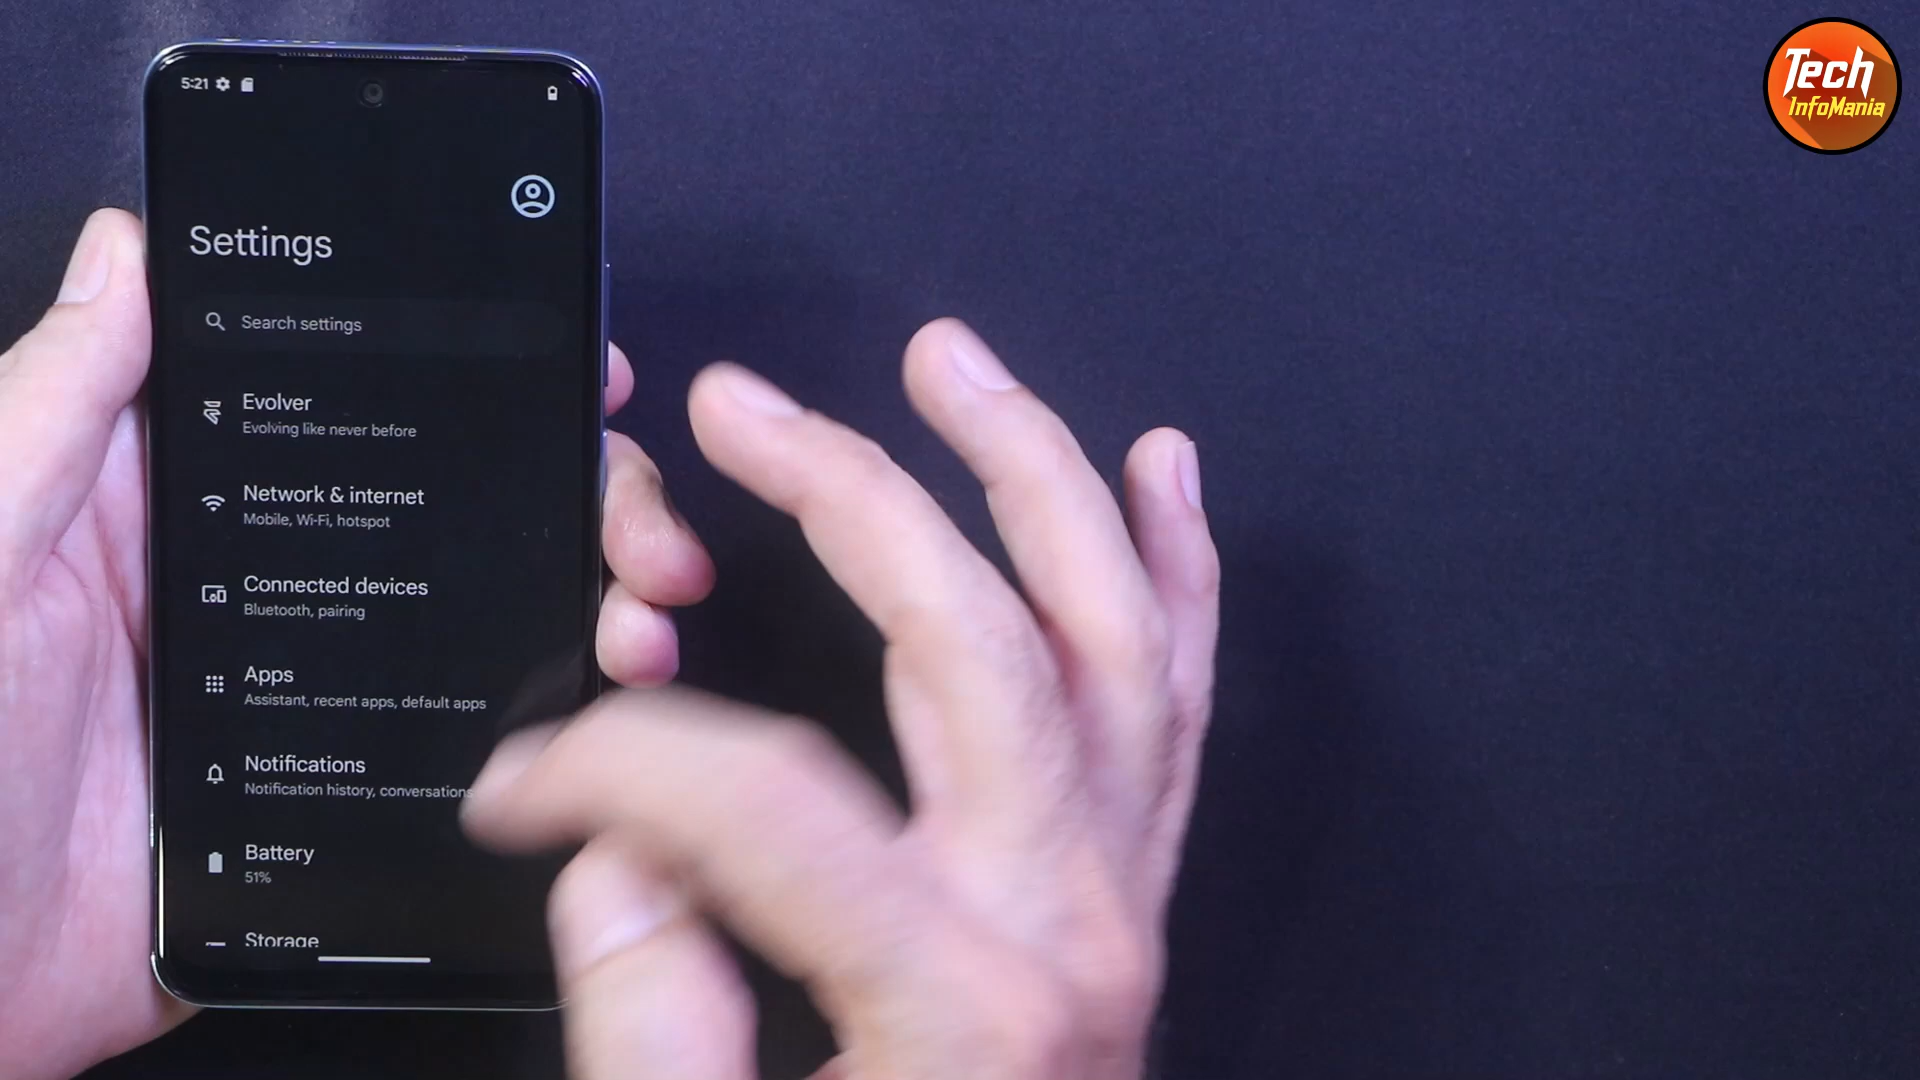 5:21
Settings
Search settings
Evolver
Evolving like never before
Network & internet
Mobile, Wi-Fi, hotspot
Connected devices
Bluetooth, pairing
Apps
Assistant, recent apps, default apps
Notifications
Notification history, conversations
Battery
51%
Storage
Tech
InfoMania